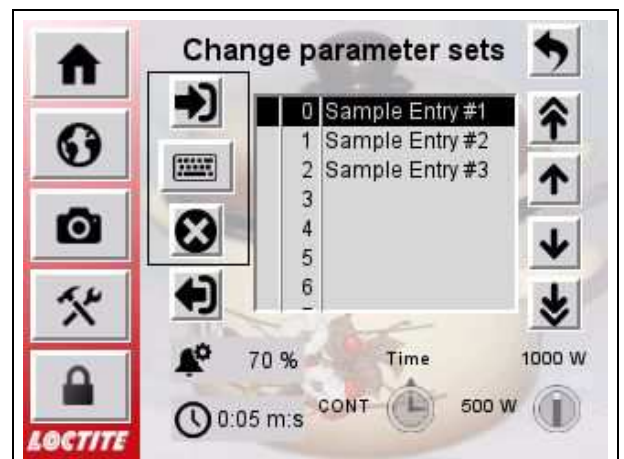 Change parameter sets
0 Sample Entry #1
1 Sample Entry #2
2 Sample Entry #3
3
4
5
6
70 % Time 1000 W
0:05 m:s CONT 500 W
LOCTITE